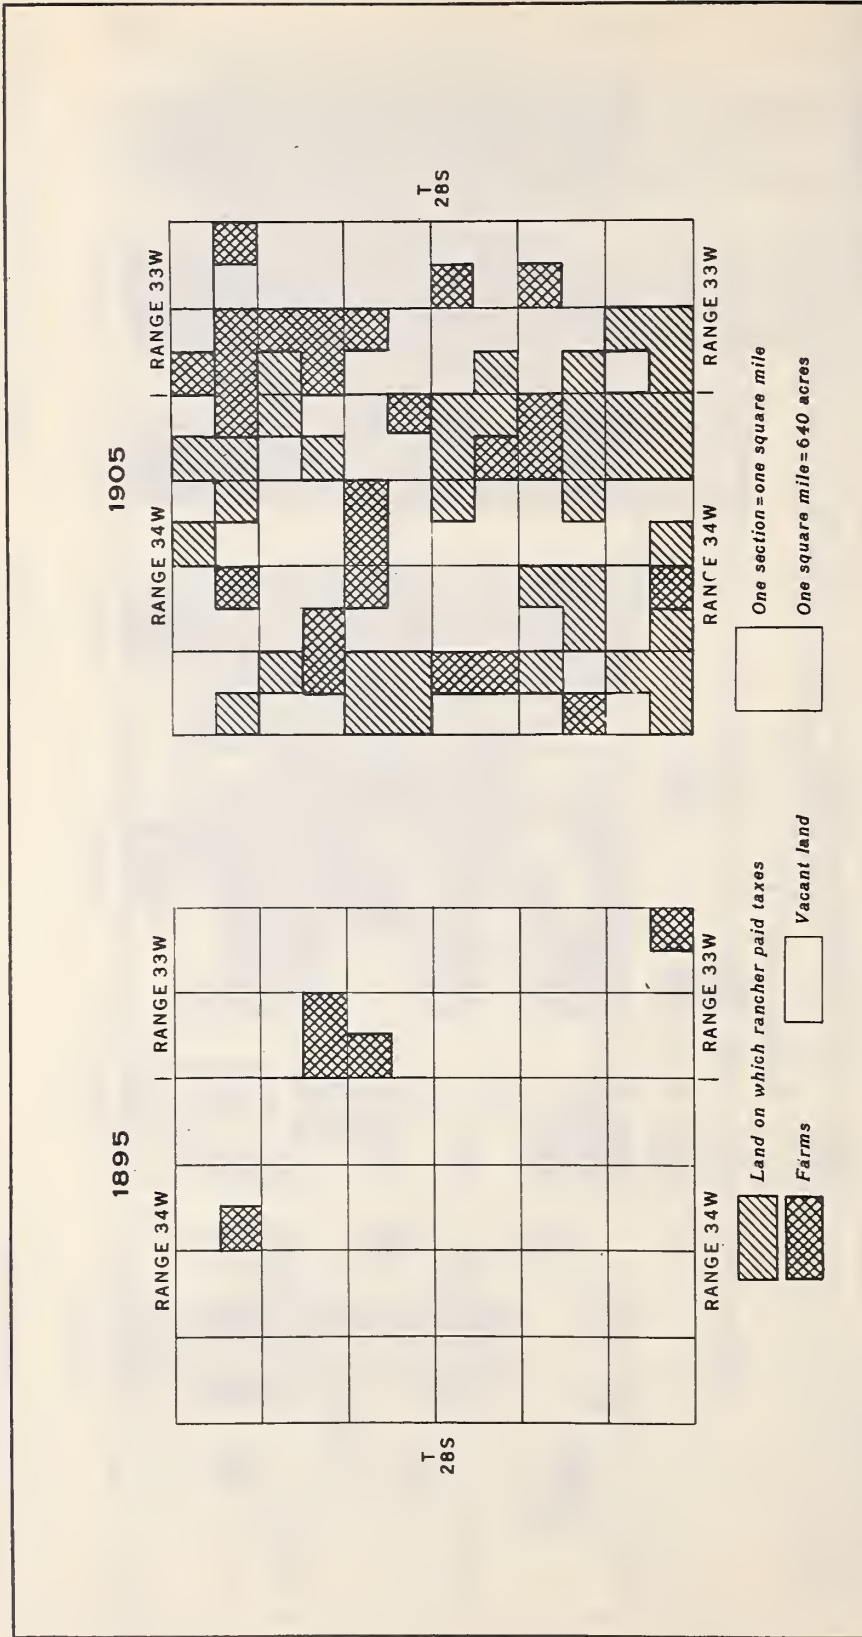 1895
RANGE 34W | RANGE 33W
T
28S
RANGE 34W | RANGE 33W
1905
RANGE 34W | RANGE 33W
T
28S
RANGE 34W | RANGE 33W
Land on which rancher paid taxes
Farms
Vacant land
One section=one square mile
One square mile=640 acres